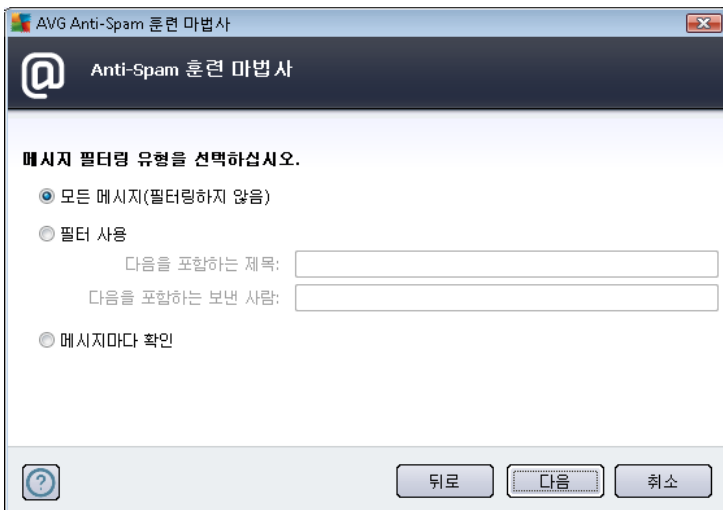 AVG Anti-Spam 훈련 마법사
@ Anti-Spam 훈련 마법사
메시지 필터링 유형을 선택하십시오.
모든 메시지(필터링하지 않음)
필터 사용
다음을 포함하는 제목:
다음을 포함하는 보낸 사람:
메시지마다 확인
? 뒤로 다음 취소